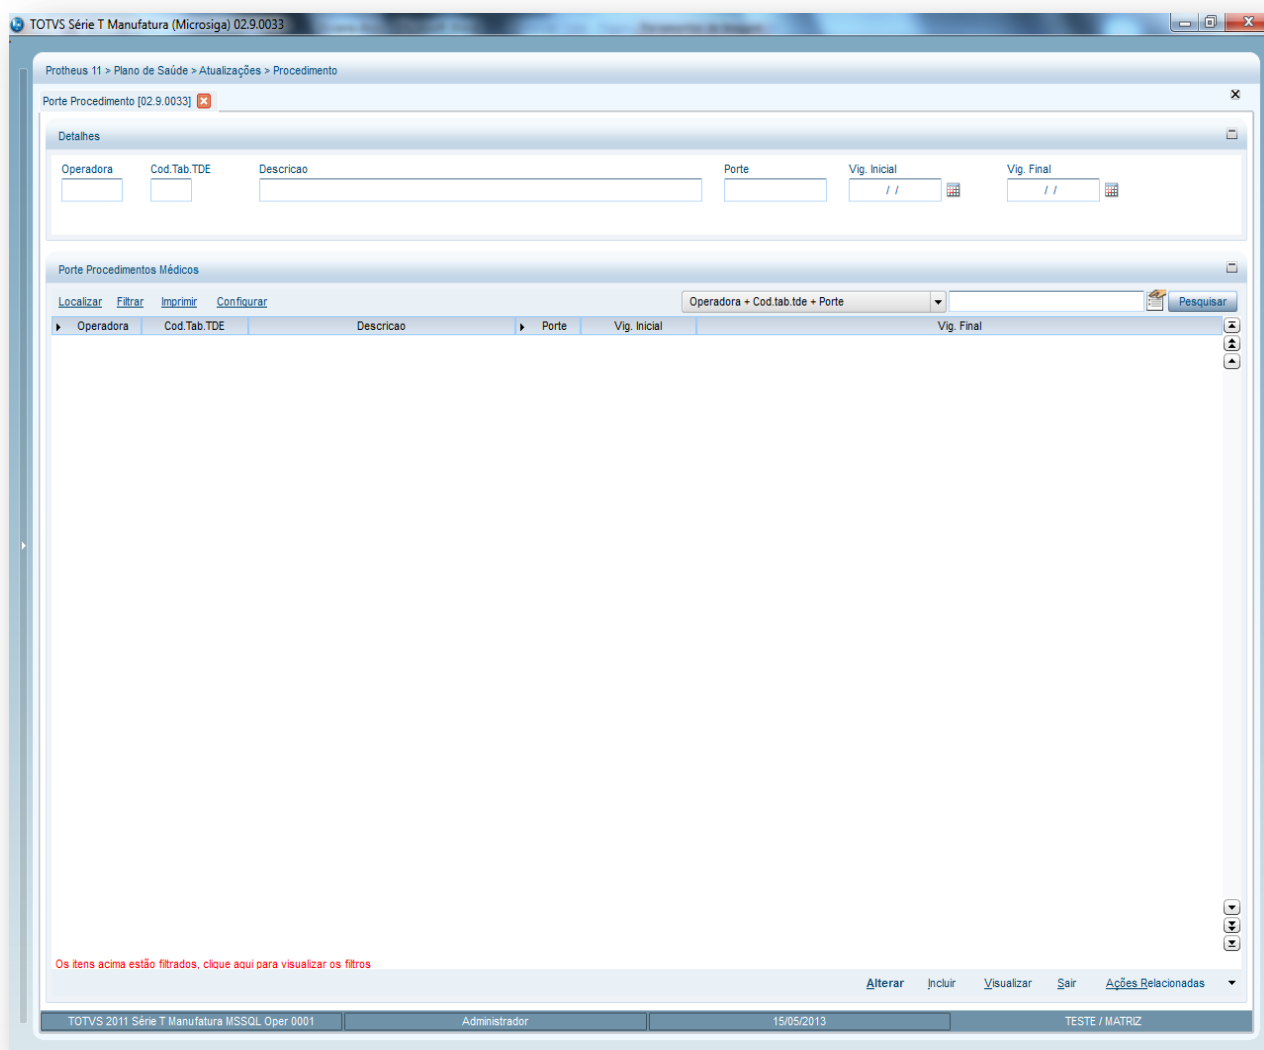 TOTVS Série T Manufatura (Microsiga) 02.9.0033
Protheus 11 > Plano de Saúde > Atualizações > Procedimento
Porte Procedimento [02.9.0033]
Detalhes
Operadora Cod.Tab.TDE Descricao Porte Vig. Inicial Vig. Final
/ / / /
Porte Procedimentos Médicos
Localizar Filtrar Imprimir Configurar Operadora + Cod.tab.tde + Porte Pesquisar
Operadora Cod.Tab.TDE Descricao Porte Vig. Inicial Vig. Final
Os itens acima estão filtrados, clique aqui para visualizar os filtros
Alterar Incluir Visualizar Sair Ações Relacionadas
TOTVS 2011 Série T Manufatura MSSQL Oper 0001 Administrador 15/05/2013 TESTE / MATRIZ